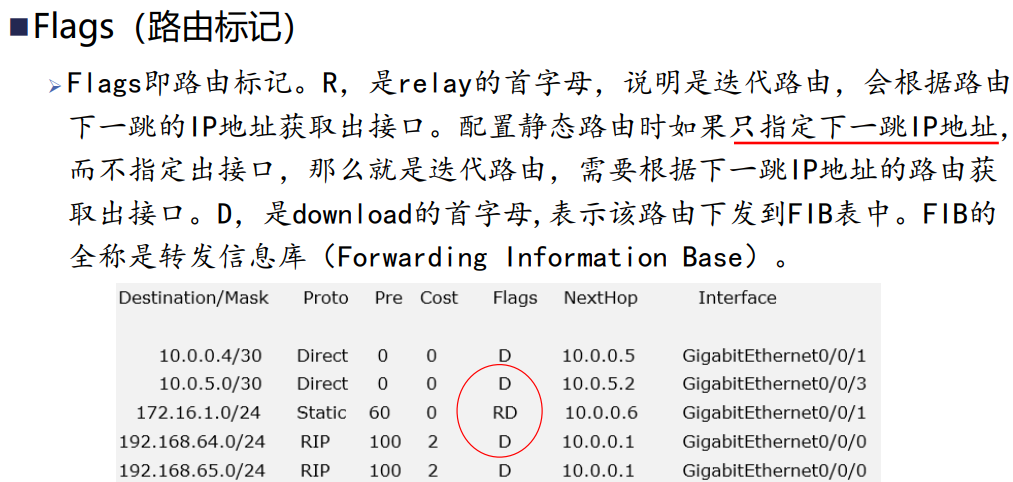 ■Flags（路由标记）
➢Flags即路由标记。R，是relay的首字母，说明是迭代路由，会根据路由
下一跳的IP地址获取出接口。配置静态路由时如果只指定下一跳IP地址，
而不指定出接口，那么就是迭代路由，需要根据下一跳IP地址的路由获
取出接口。D，是download的首字母,表示该路由下发到FIB表中。FIB的
全称是转发信息库（Forwarding Information Base）。
Destination/Mask Proto Pre Cost Flags NextHop Interface
10.0.0.4/30 Direct 0 0 D 10.0.0.5 GigabitEthernet0/0/1
10.0.5.0/30 Direct 0 0 D 10.0.5.2 GigabitEthernet0/0/3
172.16.1.0/24 Static 60 0 RD 10.0.0.6 GigabitEthernet0/0/1
192.168.64.0/24 RIP 100 2 D 10.0.0.1 GigabitEthernet0/0/0
192.168.65.0/24 RIP 100 2 D 10.0.0.1 GigabitEthernet0/0/0